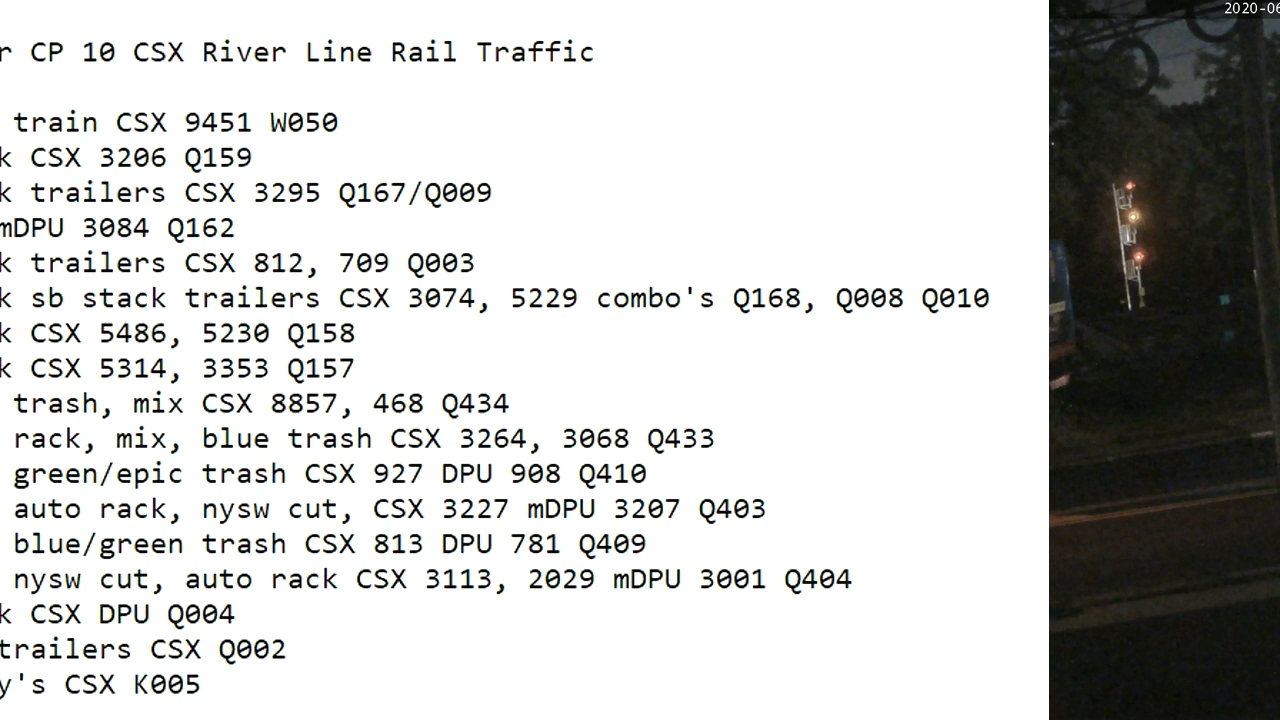 r CP 10 CSX River Line Rail Traffic
2020-06
train CSX 9451 W050
k CSX 3206 Q159
k trailers CSX 3295 Q167/Q009
mDPU 3084 Q162
k trailers CSX 812, 709 Q003
k sb stack trailers CSX 3074, 5229 combo's Q168, Q008 Q010
k CSX 5486, 5230 Q158
k CSX 5314, 3353 Q157
trash, mix CSX 8857, 468 Q434
rack, mix, blue trash CSX 3264, 3068 Q433
green/epic trash CSX 927 DPU 908 Q410
auto rack, nysw cut, CSX 3227 mDPU 3207 Q403
blue/green trash CSX 813 DPU 781 Q409
nysw cut, auto rack CSX 3113, 2029 mDPU 3001 Q404
k CSX DPU Q004
trailers CSX Q002
y's CSX K005